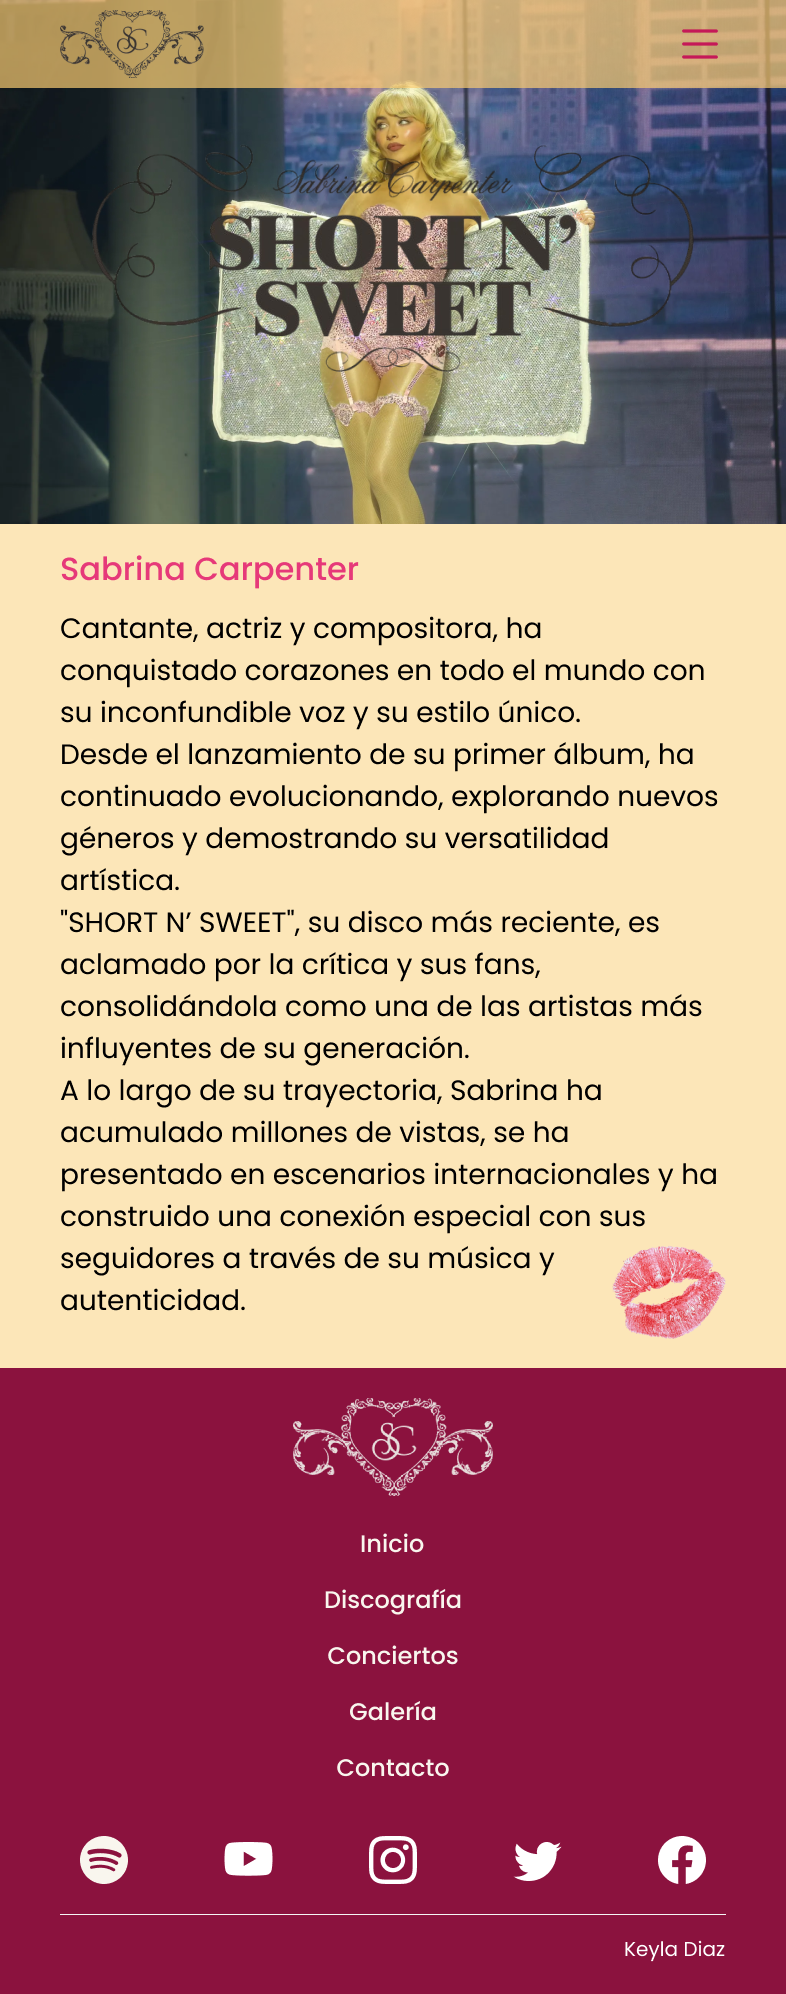 SC
Sabrina Carpenter
SHORT N’
SWEET
Sabrina Carpenter
Cantante, actriz y compositora, ha
conquistado corazones en todo el mundo con
su inconfundible voz y su estilo único.
Desde el lanzamiento de su primer álbum, ha
continuado evolucionando, explorando nuevos
géneros y demostrando su versatilidad
artística.
"SHORT N’ SWEET", su disco más reciente, es
aclamado por la crítica y sus fans,
consolidándola como una de las artistas más
influyentes de su generación.
A lo largo de su trayectoria, Sabrina ha
acumulado millones de vistas, se ha
presentado en escenarios internacionales y ha
construido una conexión especial con sus
seguidores a través de su música y
autenticidad.
SC
Inicio
Discografía
Conciertos
Galería
Contacto
Keyla Diaz